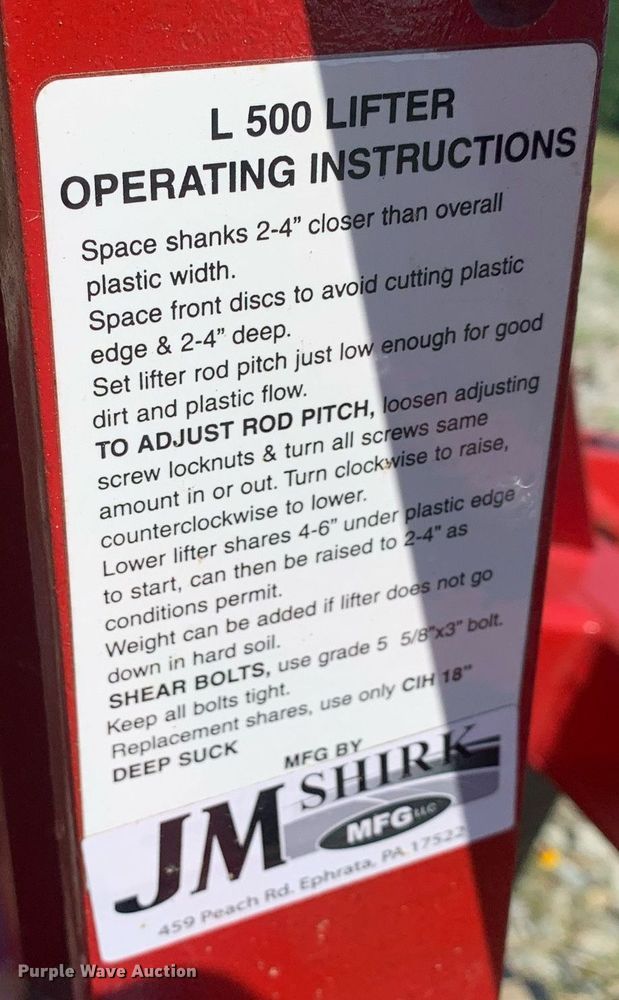 L 500 LIFTER
OPERATING INSTRUCTIONS
Space shanks 2-4" closer than overall
plastic width.
Space front discs to avoid cutting plastic
edge & 2-4" deep.
Set lifter rod pitch just low enough for good
dirt and plastic flow.
TO ADJUST ROD PITCH, loosen adjusting
screw locknuts & turn all screws same
amount in or out. Turn clockwise to raise,
counterclockwise to lower.
Lower lifter shares 4-6" under plastic edge
to start, can then be raised to 2-4" as
conditions permit.
Weight can be added if lifter does not go
down in hard soil.
SHEAR BOLTS, use grade 5 5/8"x3" bolt.
Keep all bolts tight.
Replacement shares, use only CIH 18"
DEEP SUCK
MFG BY
JM SHIRK
MFG LLC
459 Peach Rd. Ephrata, PA 17522
Purple Wave Auction